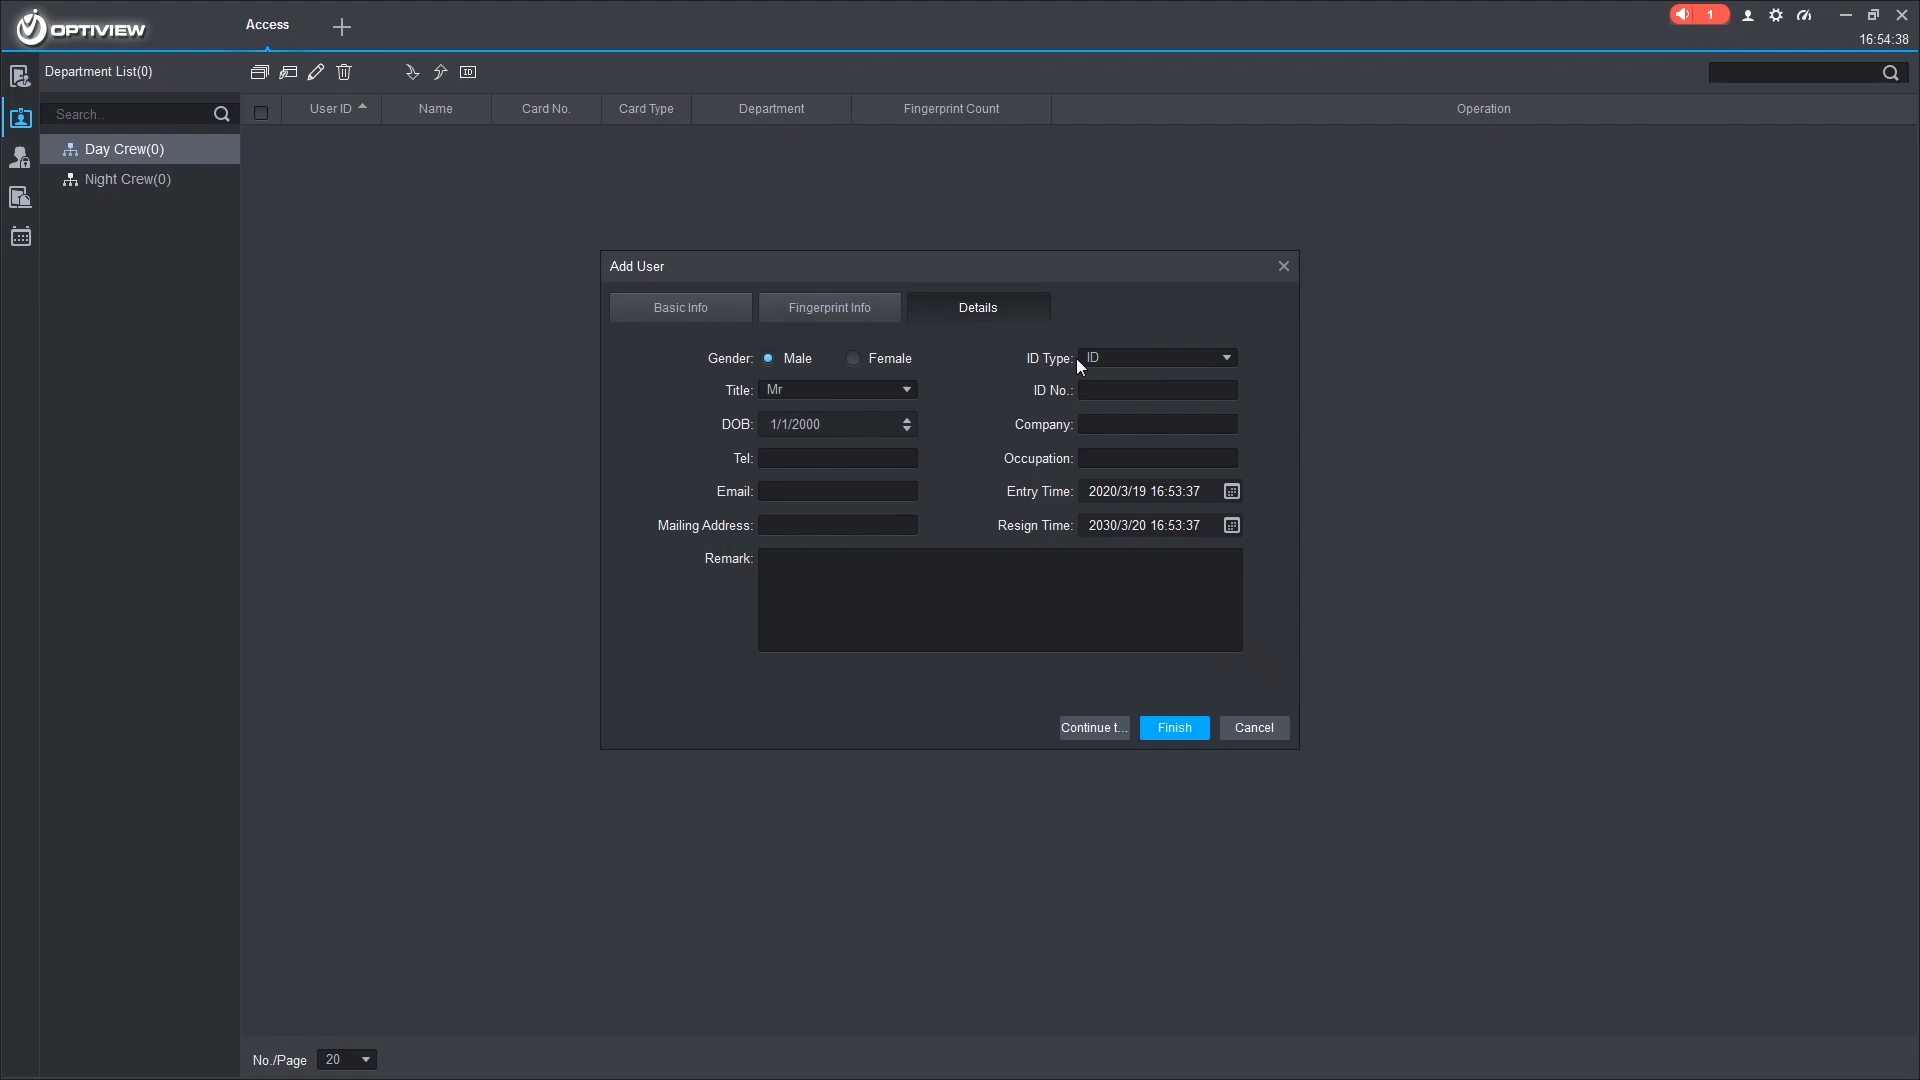 OPTIVIEW
Access
1
16:54:38
Department List(0)
ID
Search..
User ID
Name
Card No.
Card Type
Department
Fingerprint Count
Operation
Day Crew(0)
Night Crew(0)
Add User
Basic Info
Fingerprint Info
Details
Gender:
Male
Female
ID Type:
ID
Title:
Mr
ID No.:
DOB:
1/1/2000
Company:
Tel:
Occupation:
Email:
Entry Time:
2020/3/19 16:53:37
Mailing Address:
Resign Time:
2030/3/20 16:53:37
Remark:
Continue t...
Finish
Cancel
No./Page
20